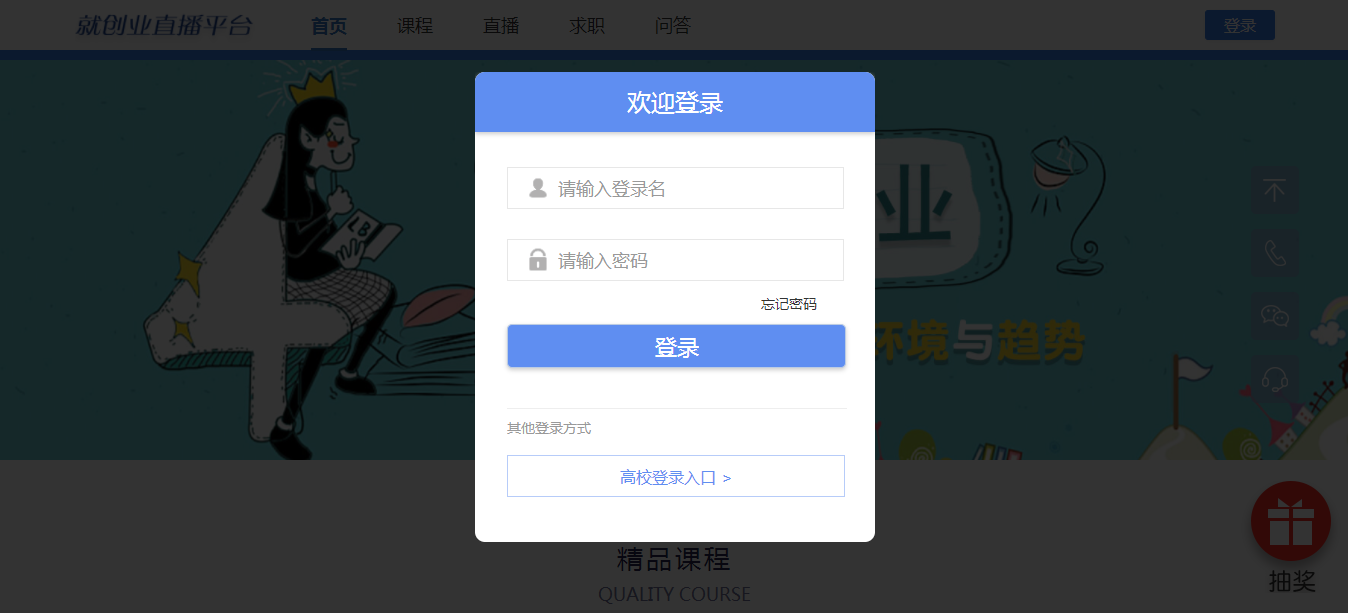 就创业直播平台 首页 课程 直播 求职 问答 登录
欢迎登录
请输入登录名
请输入密码
忘记密码
登录
其他登录方式
高校登录入口 >
业
环境与趋势
抽奖
精品课程
QUALITY COURSE